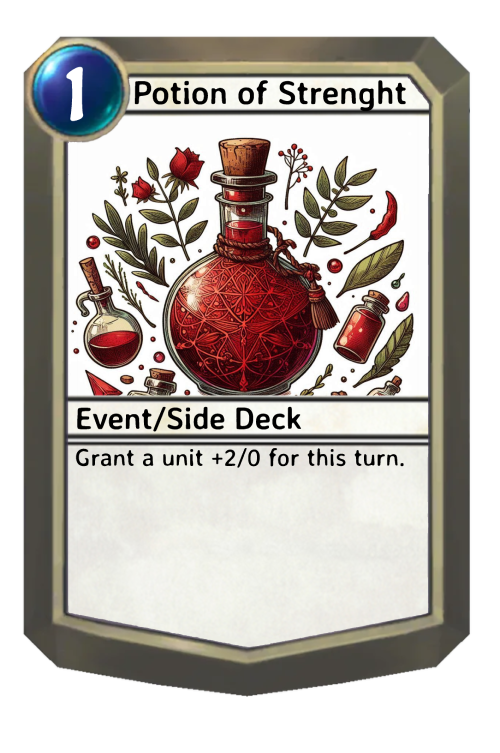 1
Potion of Strenght
Event/Side Deck
Grant a unit +2/0 for this turn.